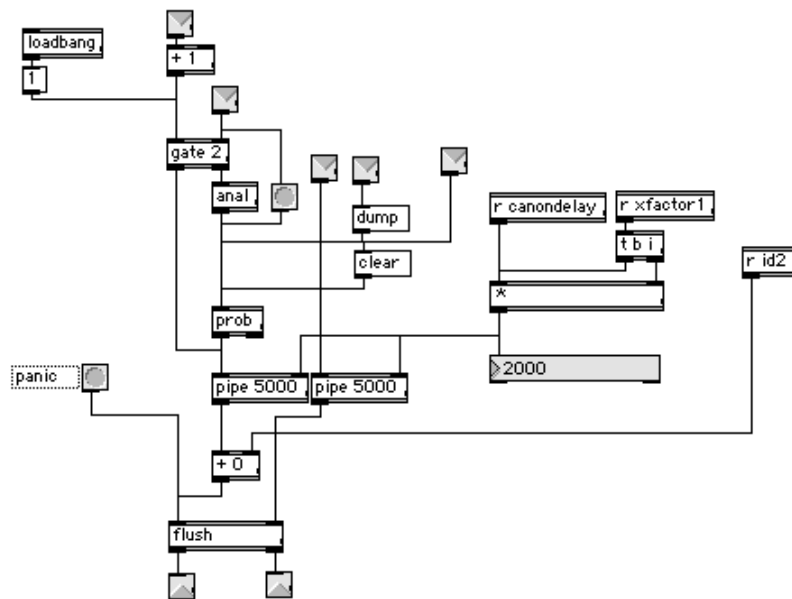 loadbang
+ 1
1
gate 2
anal
dump
r canondelay
r xfactor1
t b i
clear
r id2
*
prob
2000
panic
pipe 5000
pipe 5000
+ 0
flush